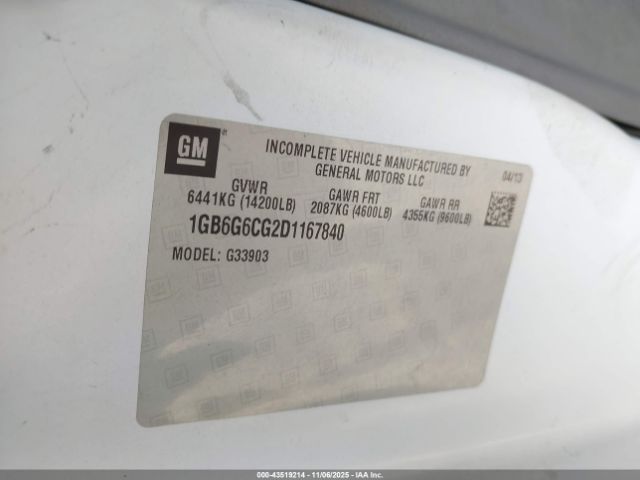 GM
INCOMPLETE VEHICLE MANUFACTURED BY
GENERAL MOTORS LLC
04/13
GVWR
6441KG (14200LB)
GAWR FRT
2087KG (4600LB)
GAWR RR
4355KG (9600LB)
1GB6G6CG2D1167840
MODEL: G33903
000-43519214 - 11/06/2025 - IAA Inc.